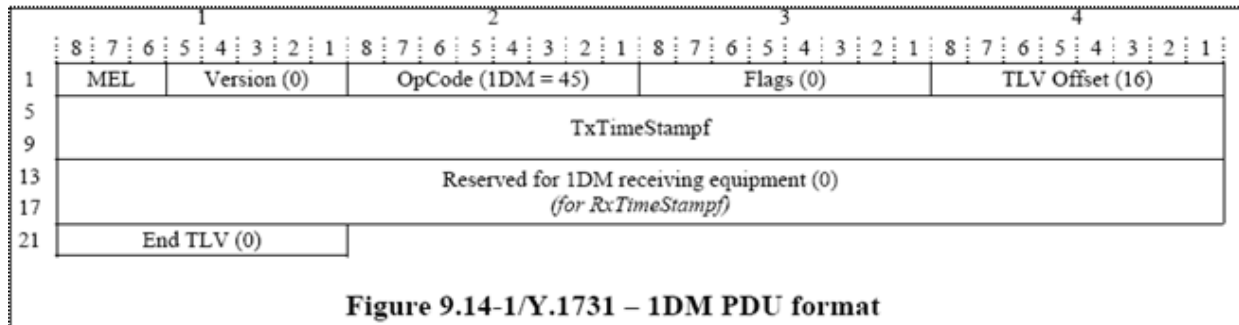 1 2 3 4
8 7 6 5 4 3 2 1 8 7 6 5 4 3 2 1 8 7 6 5 4 3 2 1 8 7 6 5 4 3 2 1
1 MEL Version (0) OpCode (1DM = 45) Flags (0) TLV Offset (16)
5
TxTimeStampf
9
13 Reserved for 1DM receiving equipment (0)
17 (for RxTimeStampf)
21 End TLV (0)
Figure 9.14-1/Y.1731 – 1DM PDU format